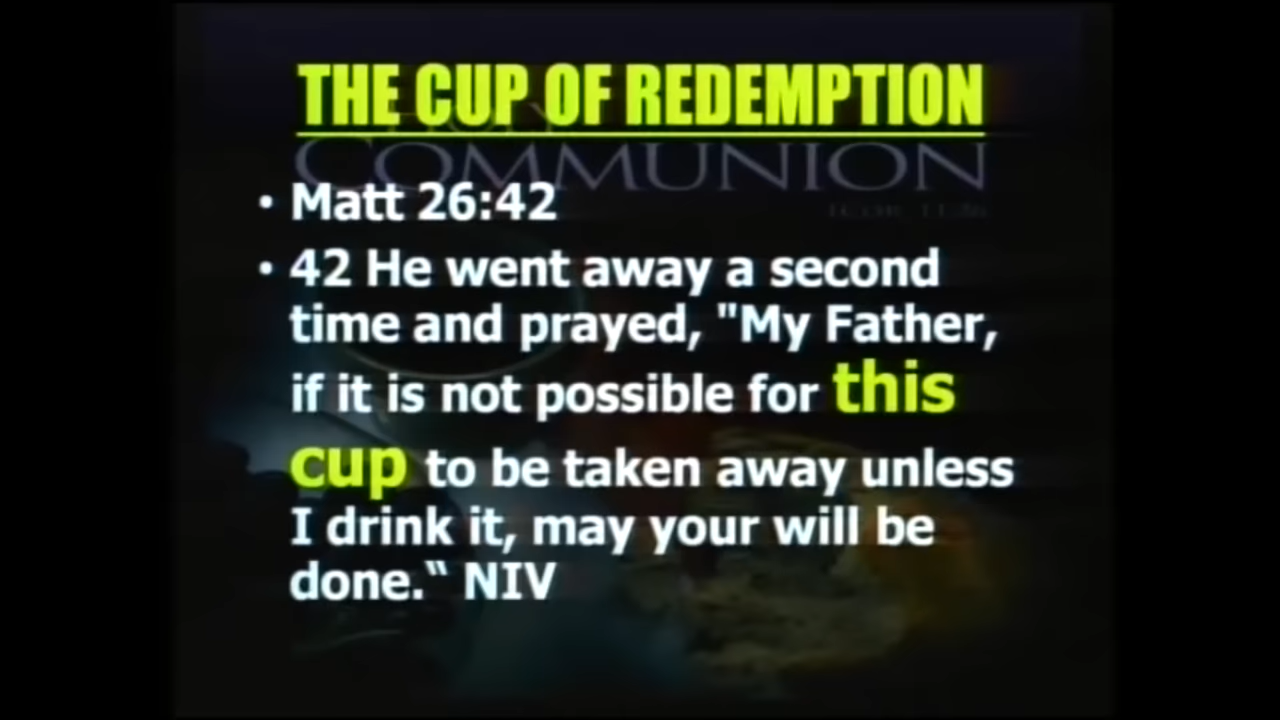 THE CUP OF REDEMPTION
HOLY
COMMUNION
• Matt 26:42
• 42 He went away a second
time and prayed, "My Father,
if it is not possible for this
cup to be taken away unless
I drink it, may your will be
done.‟ NIV